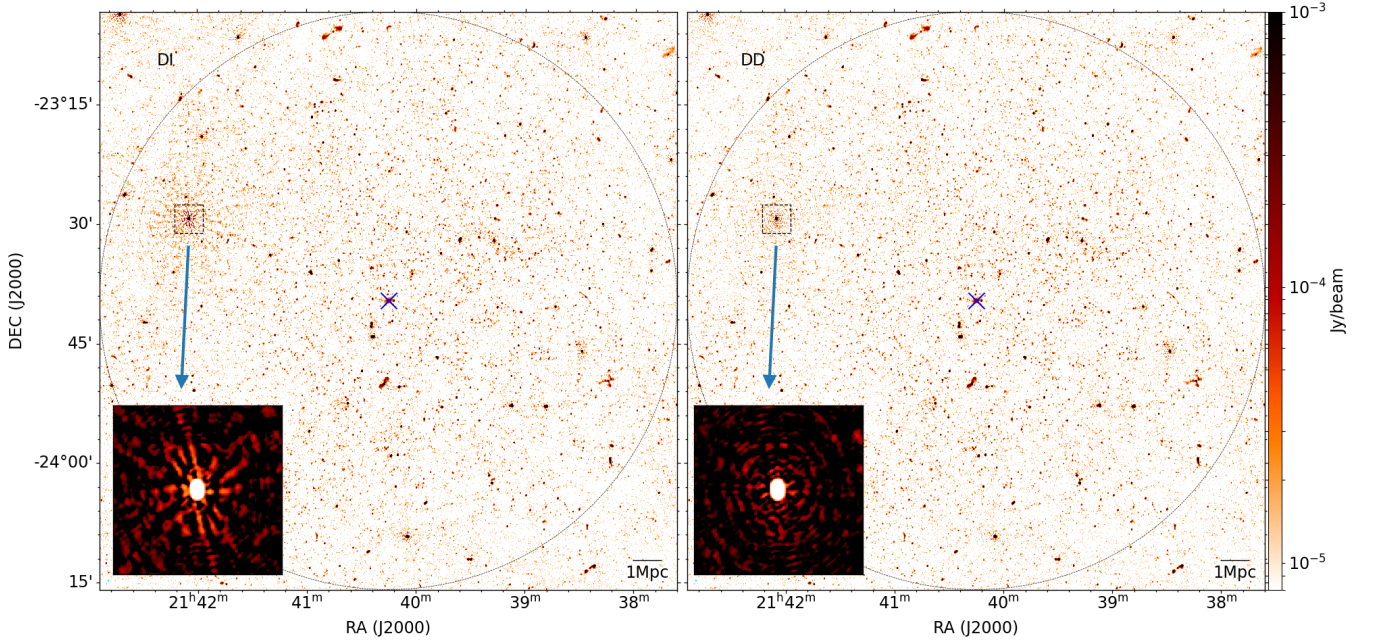 DI
DD
10⁻³
-23°15'
30'
10⁻⁴
DEC (J2000)
Jy/beam
45'
-24°00'
10⁻⁵
1Mpc
1Mpc
15'
21ʰ42ᵐ
41ᵐ
40ᵐ
39ᵐ
38ᵐ
21ʰ42ᵐ
41ᵐ
40ᵐ
39ᵐ
38ᵐ
RA (J2000)
RA (J2000)